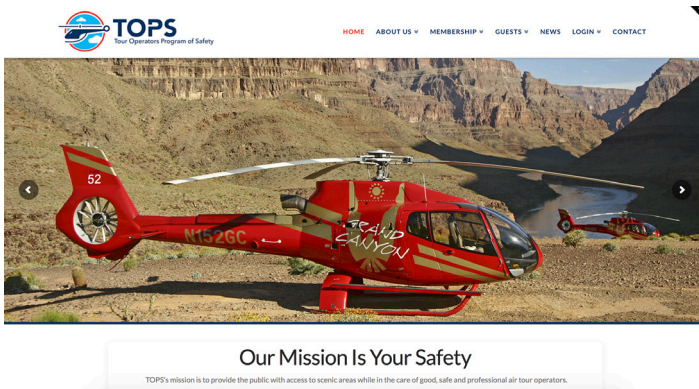 TOPS
Tour Operators Program of Safety
HOME ABOUT US MEMBERSHIP GUESTS NEWS LOGIN CONTACT
52
N152GC
GRAND
CANYON
Our Mission Is Your Safety
TOPS's mission is to provide the public with access to scenic areas while in the care of good, safe and professional air tour operators.